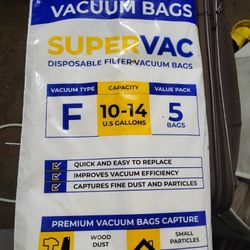 VACUUM BAGS
SUPERVAC
DISPOSABLE FILTER VACUUM BAGS
VACUUM TYPE
F
CAPACITY
10-14
U.S GALLONS
VALUE PACK
5
BAGS
QUICK AND EASY TO REPLACE
IMPROVES VACUUM EFFICIENCY
CAPTURES FINE DUST AND PARTICLES
PREMIUM VACUUM BAGS CAPTURE
WOOD
DUST
SMALL
PARTICLES